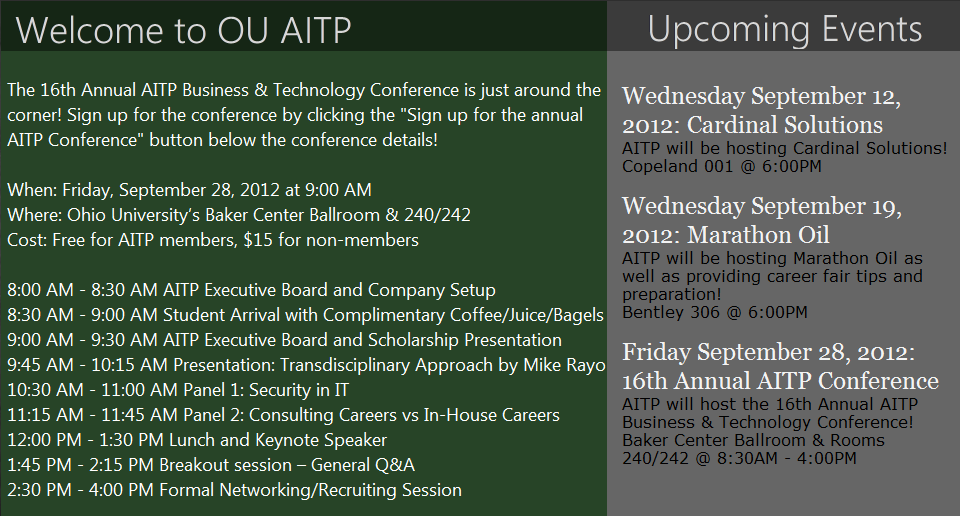 Welcome to OU AITP
The 16th Annual AITP Business & Technology Conference is just around the
corner! Sign up for the conference by clicking the "Sign up for the annual
AITP Conference" button below the conference details!
When: Friday, September 28, 2012 at 9:00 AM
Where: Ohio University’s Baker Center Ballroom & 240/242
Cost: Free for AITP members, $15 for non-members
8:00 AM - 8:30 AM AITP Executive Board and Company Setup
8:30 AM - 9:00 AM Student Arrival with Complimentary Coffee/Juice/Bagels
9:00 AM - 9:30 AM AITP Executive Board and Scholarship Presentation
9:45 AM - 10:15 AM Presentation: Transdisciplinary Approach by Mike Rayo
10:30 AM - 11:00 AM Panel 1: Security in IT
11:15 AM - 11:45 AM Panel 2: Consulting Careers vs In-House Careers
12:00 PM - 1:30 PM Lunch and Keynote Speaker
1:45 PM - 2:15 PM Breakout session – General Q&A
2:30 PM - 4:00 PM Formal Networking/Recruiting Session
Upcoming Events
Wednesday September 12,
2012: Cardinal Solutions
AITP will be hosting Cardinal Solutions!
Copeland 001 @ 6:00PM
Wednesday September 19,
2012: Marathon Oil
AITP will be hosting Marathon Oil as
well as providing career fair tips and
preparation!
Bentley 306 @ 6:00PM
Friday September 28, 2012:
16th Annual AITP Conference
AITP will host the 16th Annual AITP
Business & Technology Conference!
Baker Center Ballroom & Rooms
240/242 @ 8:30AM - 4:00PM